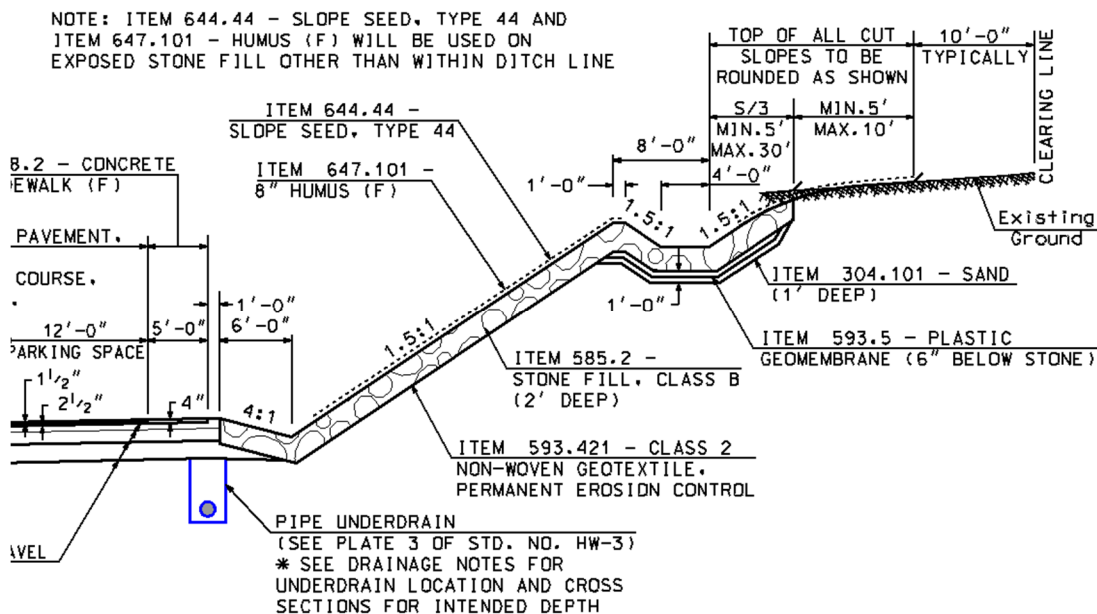 NOTE: ITEM 644.44 - SLOPE SEED, TYPE 44 AND
ITEM 647.101 - HUMUS (F) WILL BE USED ON
EXPOSED STONE FILL OTHER THAN WITHIN DITCH LINE
TOP OF ALL CUT
SLOPES TO BE
ROUNDED AS SHOWN
10'-0"
TYPICALLY
CLEARING LINE
S/3
MIN.5'
MAX.30'
MIN.5'
MAX.10'
ITEM 644.44 -
SLOPE SEED, TYPE 44
8'-0"
4'-0"
1'-0"
ITEM 647.101 -
8" HUMUS (F)
8.2 - CONCRETE
EWALK (F)
1.5:1
1.5:1
Existing
Ground
PAVEMENT,
COURSE,
ITEM 304.101 - SAND
(1' DEEP)
1'-0"
1'-0"
12'-0"
5'-0"
6'-0"
PARKING SPACE
1.5:1
ITEM 593.5 - PLASTIC
GEOMEMBRANE (6" BELOW STONE)
ITEM 585.2 -
STONE FILL, CLASS B
(2' DEEP)
1 1/2"
2 1/2"
4"
4:1
ITEM 593.421 - CLASS 2
NON-WOVEN GEOTEXTILE,
PERMANENT EROSION CONTROL
PIPE UNDERDRAIN
(SEE PLATE 3 OF STD. NO. HW-3)
* SEE DRAINAGE NOTES FOR
UNDERDRAIN LOCATION AND CROSS
SECTIONS FOR INTENDED DEPTH
AVEL